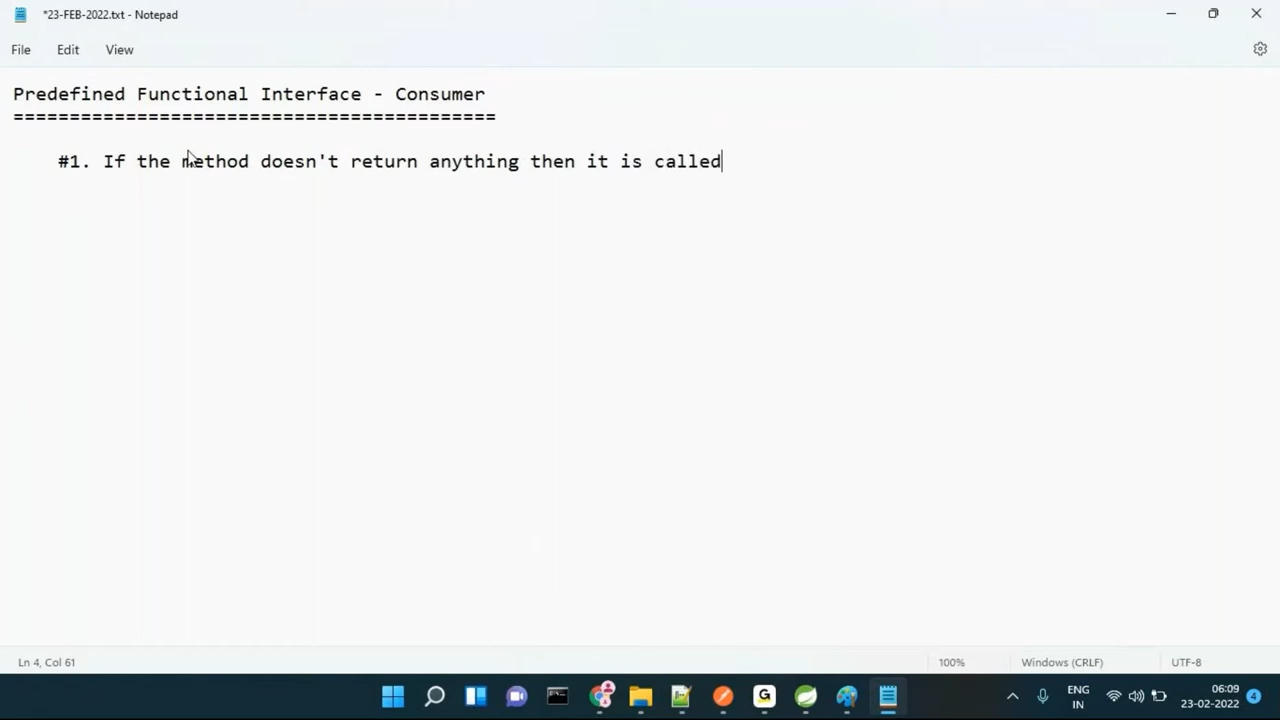 *23-FEB-2022.txt - Notepad
File Edit View
Predefined Functional Interface - Consumer
===========================================
#1. If the method doesn't return anything then it is called
Ln 4, Col 61 100% Windows (CRLF) UTF-8
G
ENG
IN
06:09
23-02-2022
4